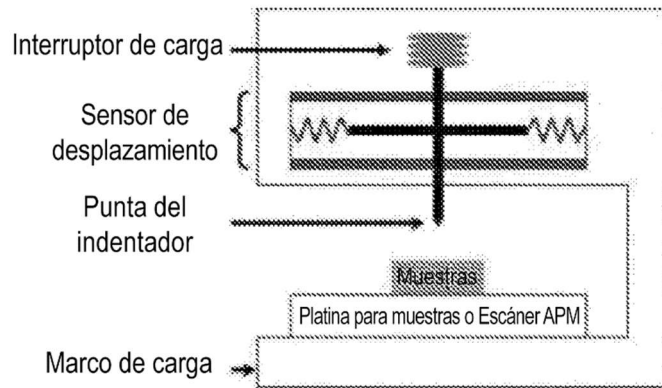 Interruptor de carga
Sensor de
desplazamiento
Punta del
indentador
Muestras
Platina para muestras o Escáner APM
Marco de carga